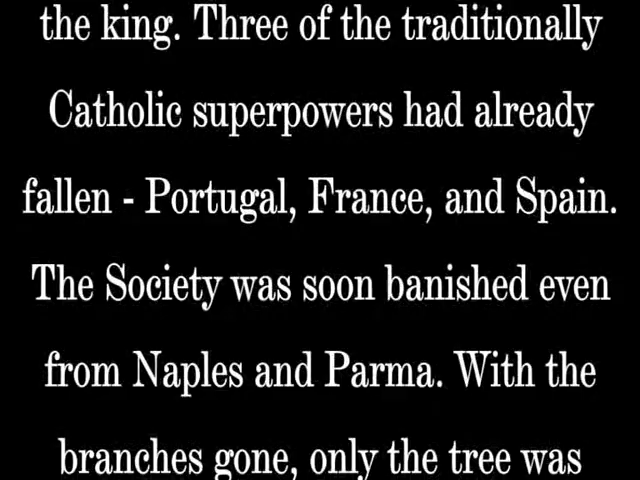 the king. Three of the traditionally
Catholic superpowers had already
fallen - Portugal, France, and Spain.
The Society was soon banished even
from Naples and Parma. With the
branches gone, only the tree was